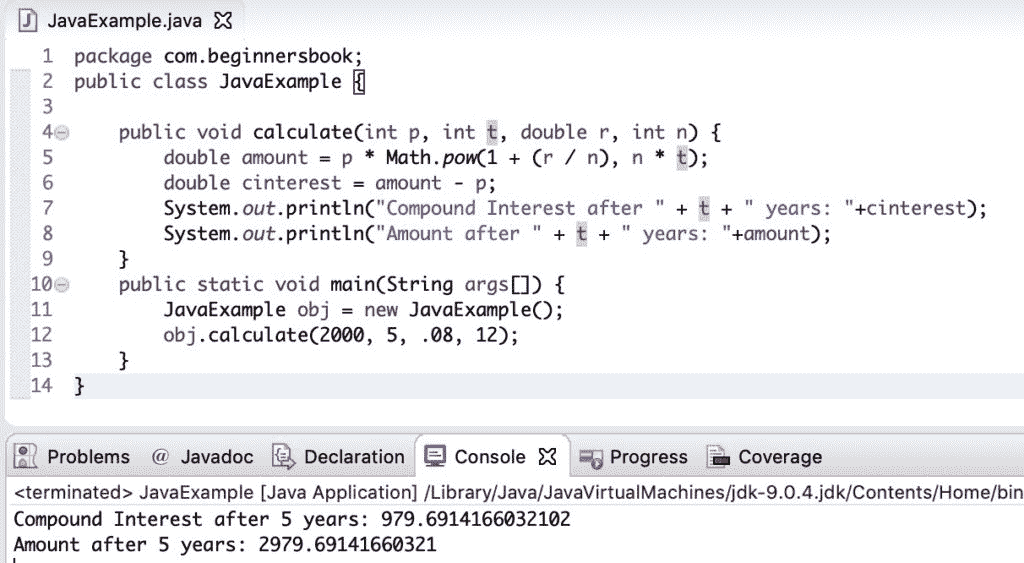 JavaExample.java
1 package com.beginnersbook;
2 public class JavaExample {
3
4     public void calculate(int p, int t, double r, int n) {
5         double amount = p * Math.pow(1 + (r / n), n * t);
6         double cinterest = amount - p;
7         System.out.println("Compound Interest after " + t + " years: "+cinterest);
8         System.out.println("Amount after " + t + " years: "+amount);
9     }
10     public static void main(String args[]) {
11         JavaExample obj = new JavaExample();
12         obj.calculate(2000, 5, .08, 12);
13     }
14 }
Problems @ Javadoc Declaration Console Progress Coverage
<terminated> JavaExample [Java Application] /Library/Java/JavaVirtualMachines/jdk-9.0.4.jdk/Contents/Home/bin
Compound Interest after 5 years: 979.6914166032102
Amount after 5 years: 2979.69141660321